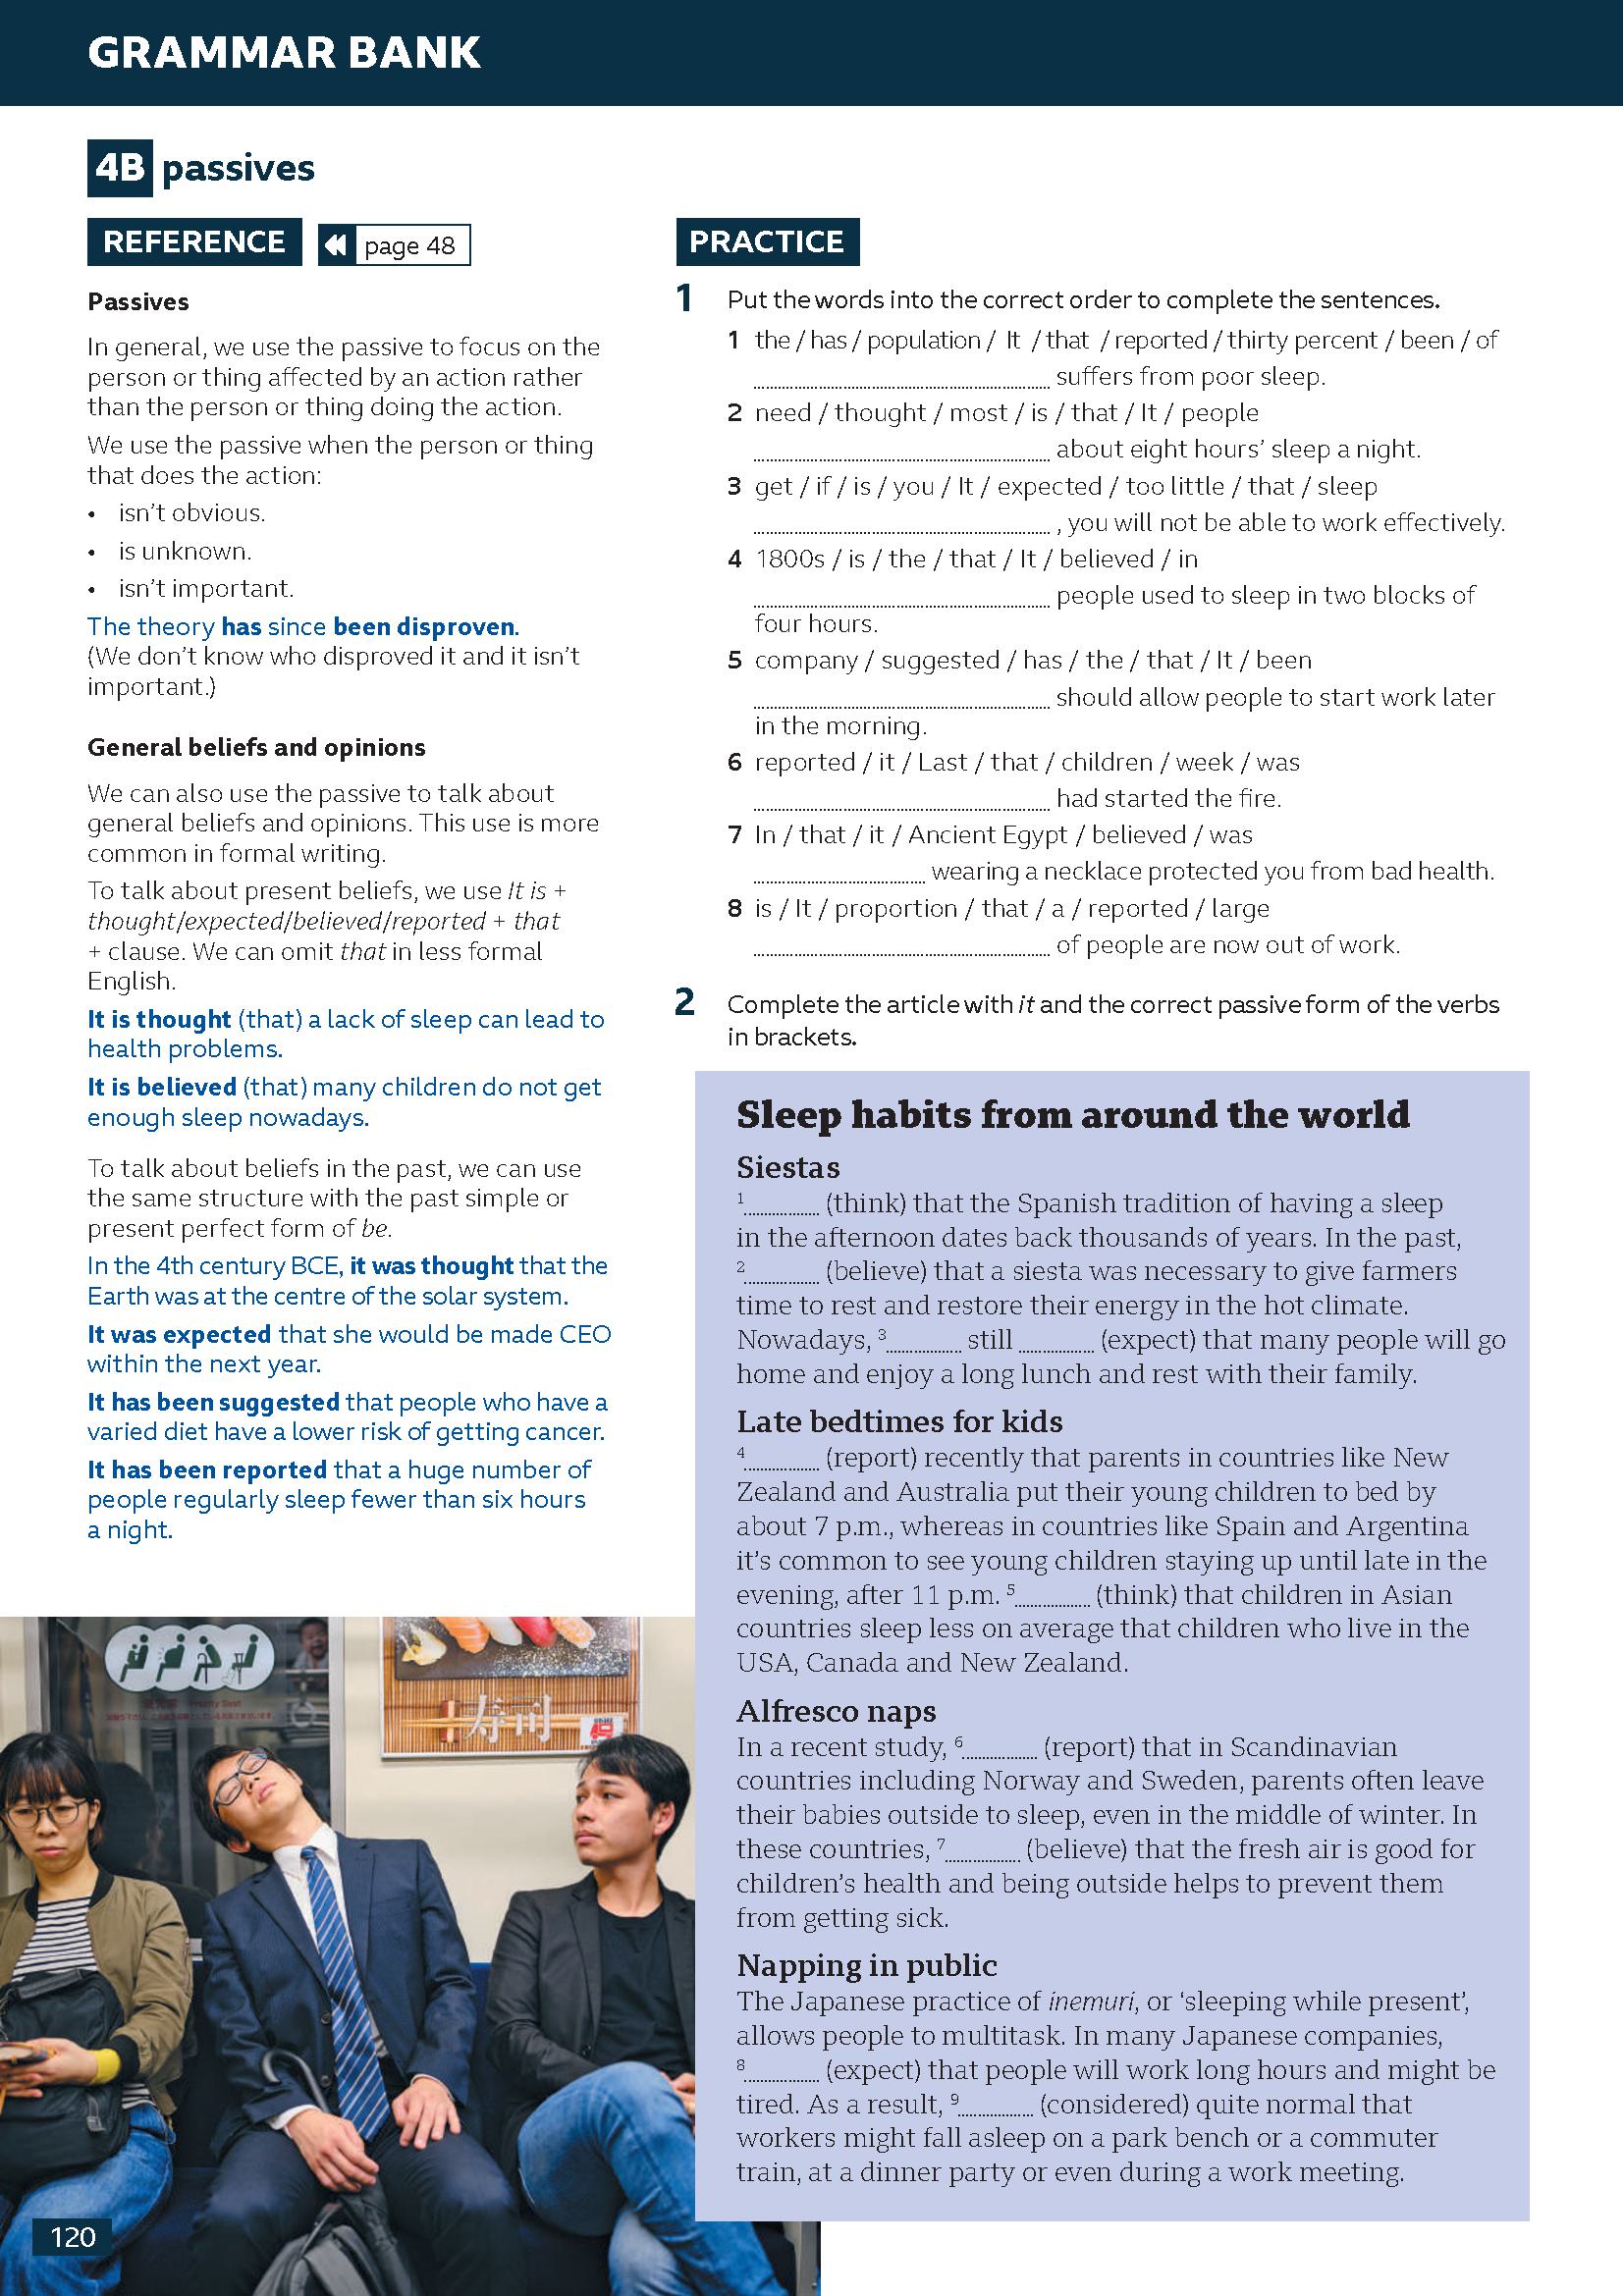 GRAMMAR BANK
4B passives
REFERENCE
page 48
Passives
In general, we use the passive to focus on the
person or thing affected by an action rather
than the person or thing doing the action.
We use the passive when the person or thing
that does the action:
• isn't obvious.
• is unknown.
• isn't important.
The theory has since been disproven.
(We don't know who disproved it and it isn't
important.)
General beliefs and opinions
We can also use the passive to talk about
general beliefs and opinions. This use is more
common in formal writing.
To talk about present beliefs, we use It is +
thought/expected/believed/reported + that
+ clause. We can omit that in less formal
English.
It is thought (that) a lack of sleep can lead to
health problems.
It is believed (that) many children do not get
enough sleep nowadays.
To talk about beliefs in the past, we can use
the same structure with the past simple or
present perfect form of be.
In the 4th century BCE, it was thought that the
Earth was at the centre of the solar system.
It was expected that she would be made CEO
within the next year.
It has been suggested that people who have a
varied diet have a lower risk of getting cancer.
It has been reported that a huge number of
people regularly sleep fewer than six hours
a night.
PRACTICE
1 Put the words into the correct order to complete the sentences.
1 the / has / population / It / that / reported / thirty percent / been / of
suffers from poor sleep.
2 need / thought / most / is / that / It / people
about eight hours' sleep a night.
3 get / if / is / you / It / expected / too little / that / sleep
, you will not be able to work effectively.
4 1800s / is / the / that / It / believed / in
people used to sleep in two blocks of
four hours.
5 company / suggested / has / the / that / It / been
should allow people to start work later
in the morning.
6 reported / it / Last / that / children / week / was
had started the fire.
7 In / that / it / Ancient Egypt / believed / was
wearing a necklace protected you from bad health.
8 is / It / proportion / that / a / reported / large
of people are now out of work.
2 Complete the article with it and the correct passive form of the verbs
in brackets.
Sleep habits from around the world
Siestas
1 (think) that the Spanish tradition of having a sleep
in the afternoon dates back thousands of years. In the past,
2 (believe) that a siesta was necessary to give farmers
time to rest and restore their energy in the hot climate.
Nowadays, 3 still (expect) that many people will go
home and enjoy a long lunch and rest with their family.
Late bedtimes for kids
4 (report) recently that parents in countries like New
Zealand and Australia put their young children to bed by
about 7 p.m., whereas in countries like Spain and Argentina
it's common to see young children staying up until late in the
evening, after 11 p.m. 5 (think) that children in Asian
countries sleep less on average that children who live in the
USA, Canada and New Zealand.
Alfresco naps
In a recent study, 6 (report) that in Scandinavian
countries including Norway and Sweden, parents often leave
their babies outside to sleep, even in the middle of winter. In
these countries, 7 (believe) that the fresh air is good for
children's health and being outside helps to prevent them
from getting sick.
Napping in public
The Japanese practice of inemuri, or 'sleeping while present',
allows people to multitask. In many Japanese companies,
8 (expect) that people will work long hours and might be
tired. As a result, 9 (considered) quite normal that
workers might fall asleep on a park bench or a commuter
train, at a dinner party or even during a work meeting.
Priority Seat
寿司
120